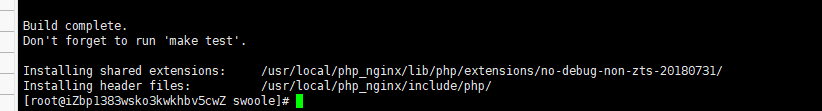 Build complete.
Don't forget to run 'make test'.
Installing shared extensions:     /usr/local/php_nginx/lib/php/extensions/no-debug-non-zts-20180731/
Installing header files:          /usr/local/php_nginx/include/php/
[root@iZbp1383wsko3kwkhbv5cwZ swoole]#